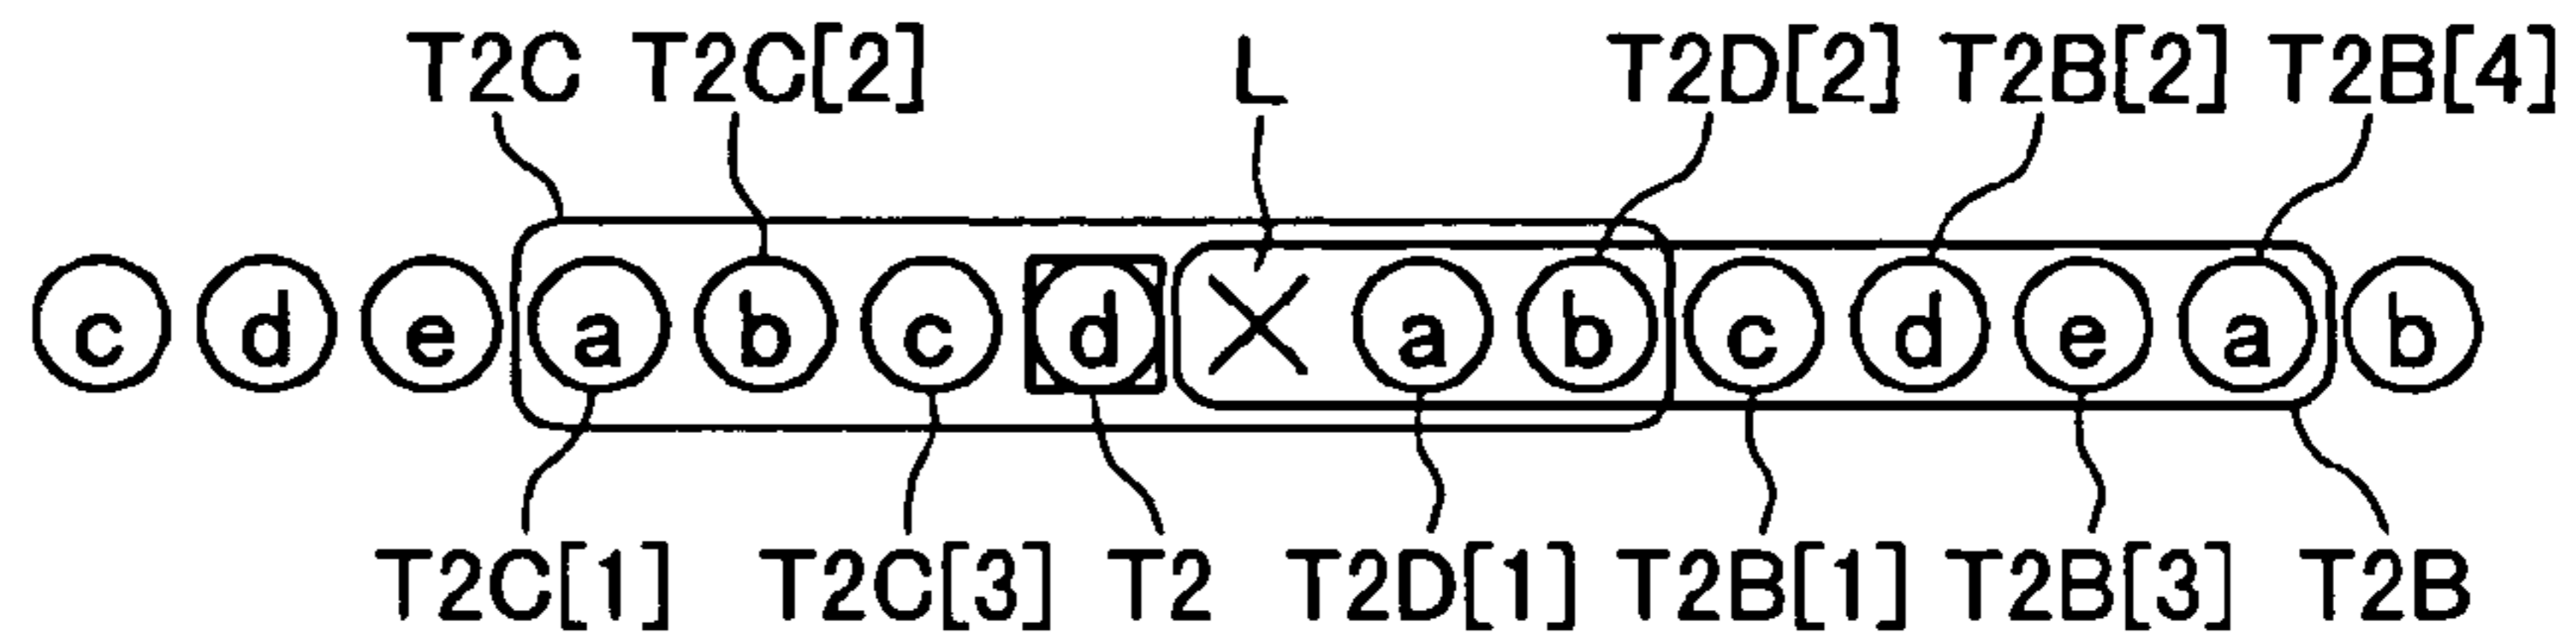 T2C T2C[2] L T2D[2] T2B[2] T2B[4]
c d e a b c d a b c d e a b
T2C[1] T2C[3] T2 T2D[1] T2B[1] T2B[3] T2B